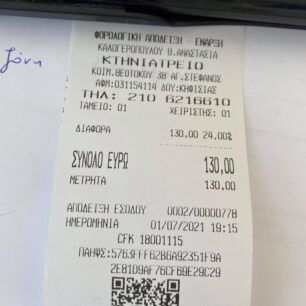 ζώνη
ΦΟΡΟΛΟΓΙΚΗ ΑΠΟΔΕΙΞΗ - ΕΝΑΡΞΗ
ΚΑΛΟΓΕΡΟΠΟΥΛΟΥ Θ.ΑΝΑΣΤΑΣΙΑ
ΚΤΗΝΙΑΤΡΕΙΟ
ΚΟΙΜ.ΘΕΟΤΟΚΟΥ 38 ΑΓ.ΣΤΕΦΑΝΟΣ
ΑΦΜ:031154114 ΔΟΥ:ΚΗΦΙΣΙΑΣ
ΤΗΛ: 210 6216610
ΤΑΜΕΙΟ: 01 ΧΕΙΡΙΣΤΗΣ: 01
ΔΙΑΦΟΡΑ 130,00 24,00%
ΣΥΝΟΛΟ ΕΥΡΩ 130,00
ΜΕΤΡΗΤΑ 130,00
ΑΠΟΔΕΙΞΗ ΕΣΟΔΟΥ 0002/00000778
ΗΜΕΡΟΜΗΝΙΑ 01/07/2021 19:15
CFK 18001115
ΠΑΗΨΣ:5763FFF62B6A92351F9A
2E81D9AF76CF69E29C29